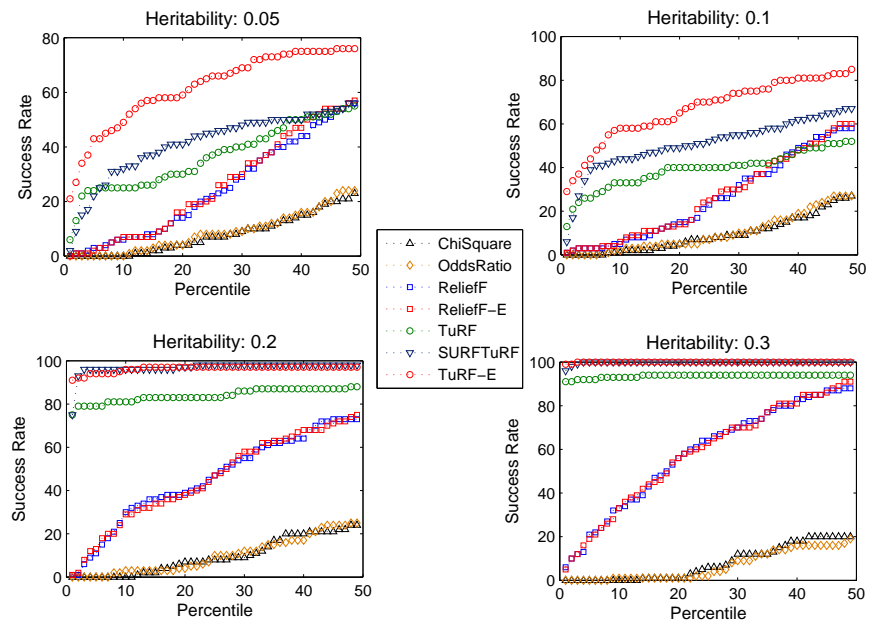 Heritability: 0.05
80
60
40
20
0
0
10
20
30
40
50
Success Rate
Percentile
Heritability: 0.1
100
80
60
40
20
0
0
10
20
30
40
50
Success Rate
Percentile
ChiSquare
OddsRatio
ReliefF
ReliefF-E
TuRF
SURFTuRF
TuRF-E
Heritability: 0.2
100
80
60
40
20
0
0
10
20
30
40
50
Success Rate
Percentile
Heritability: 0.3
100
80
60
40
20
0
0
10
20
30
40
50
Success Rate
Percentile